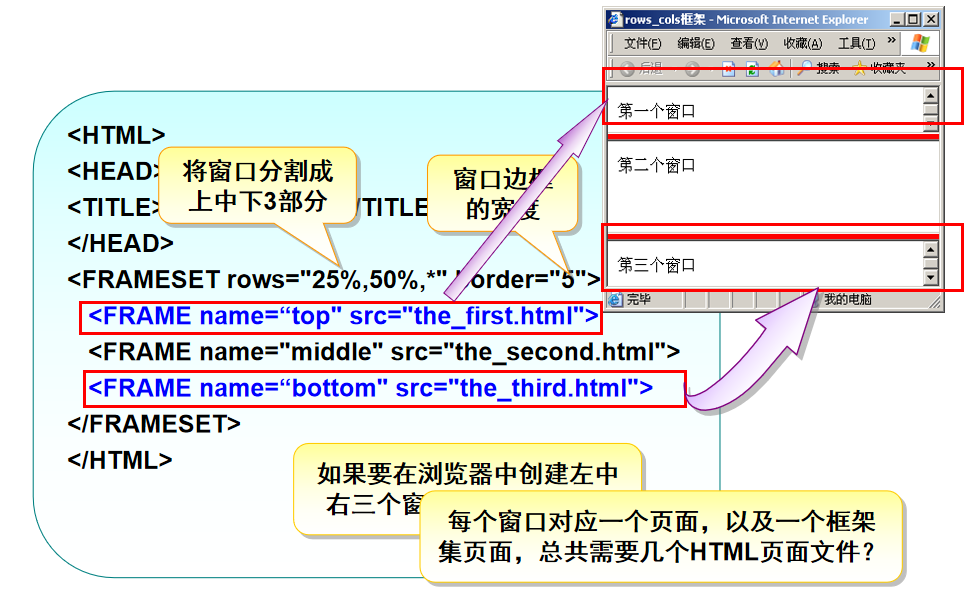 rows_cols框架 - Microsoft Internet Explorer
文件(F) 编辑(E) 查看(V) 收藏(A) 工具(T) »
后退 搜索 收藏夹 »
第一个窗口
第二个窗口
第三个窗口
完毕 我的电脑
<HTML>
<HEAD>
将窗口分割成
上中下3部分
窗口边框
的宽度
<TITLE> /TITLE
</HEAD>
<FRAMESET rows="25%,50%,*" border="5">
<FRAME name=“top" src="the_first.html">
<FRAME name="middle" src="the_second.html">
<FRAME name=“bottom" src="the_third.html">
</FRAMESET>
</HTML>
如果要在浏览器中创建左中
右三个窗
每个窗口对应一个页面，以及一个框架
集页面，总共需要几个HTML页面文件？